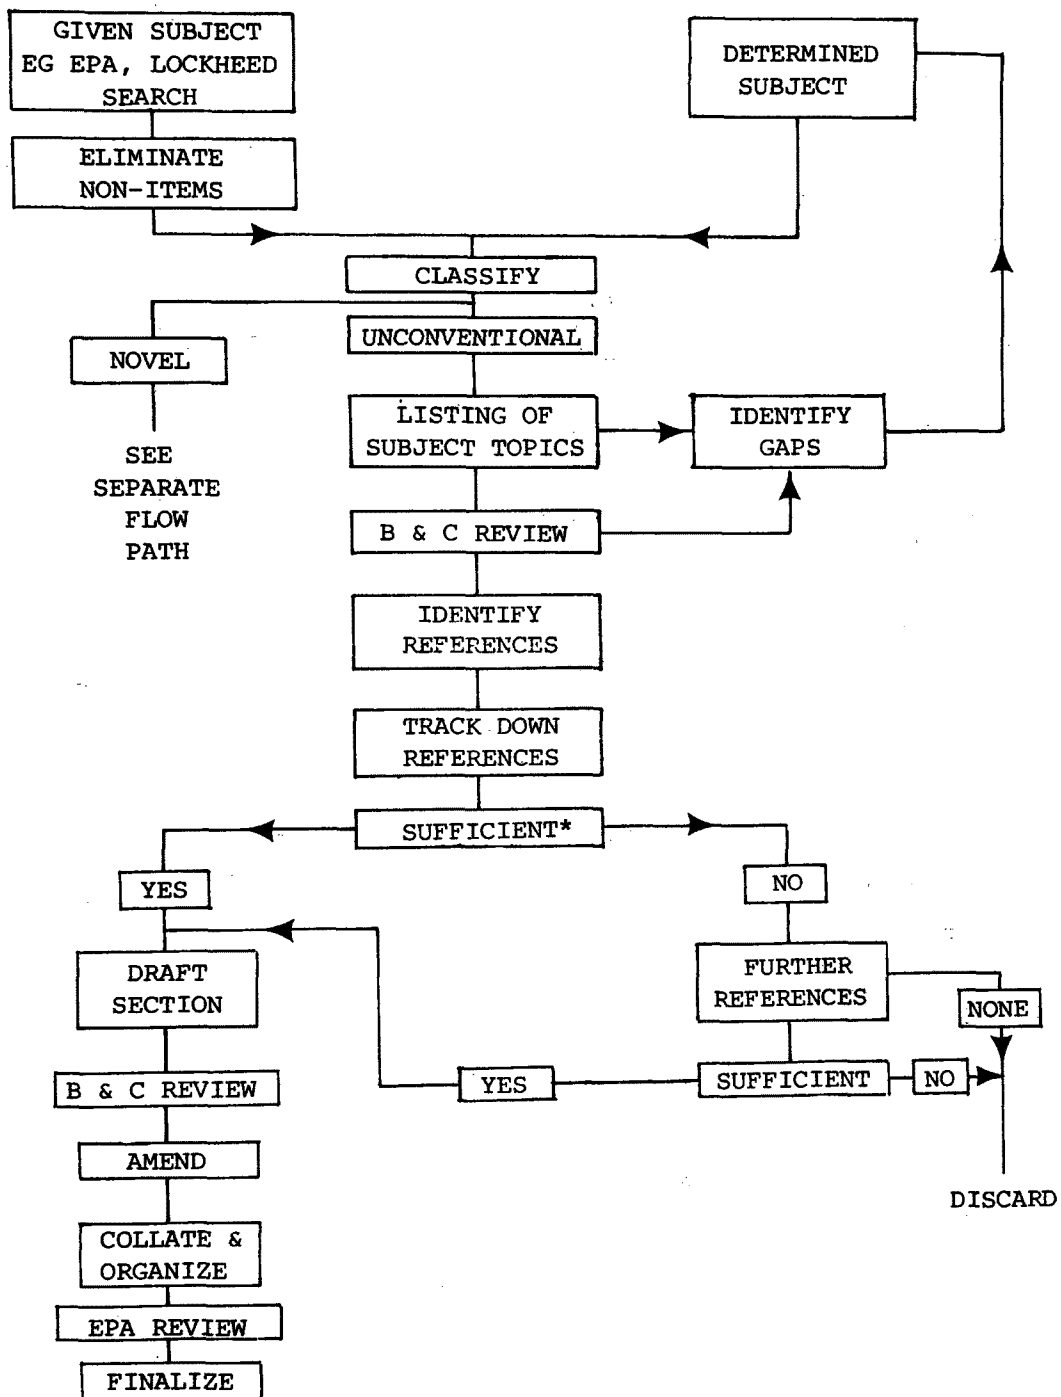 GIVEN SUBJECT
EG EPA, LOCKHEED
SEARCH
DETERMINED
SUBJECT
ELIMINATE
NON-ITEMS
CLASSIFY
UNCONVENTIONAL
NOVEL
SEE
SEPARATE
FLOW
PATH
LISTING OF
SUBJECT TOPICS
IDENTIFY
GAPS
B & C REVIEW
IDENTIFY
REFERENCES
TRACK DOWN
REFERENCES
SUFFICIENT*
YES
NO
DRAFT
SECTION
FURTHER
REFERENCES
NONE
B & C REVIEW
YES
SUFFICIENT
NO
AMEND
DISCARD
COLLATE &
ORGANIZE
EPA REVIEW
FINALIZE